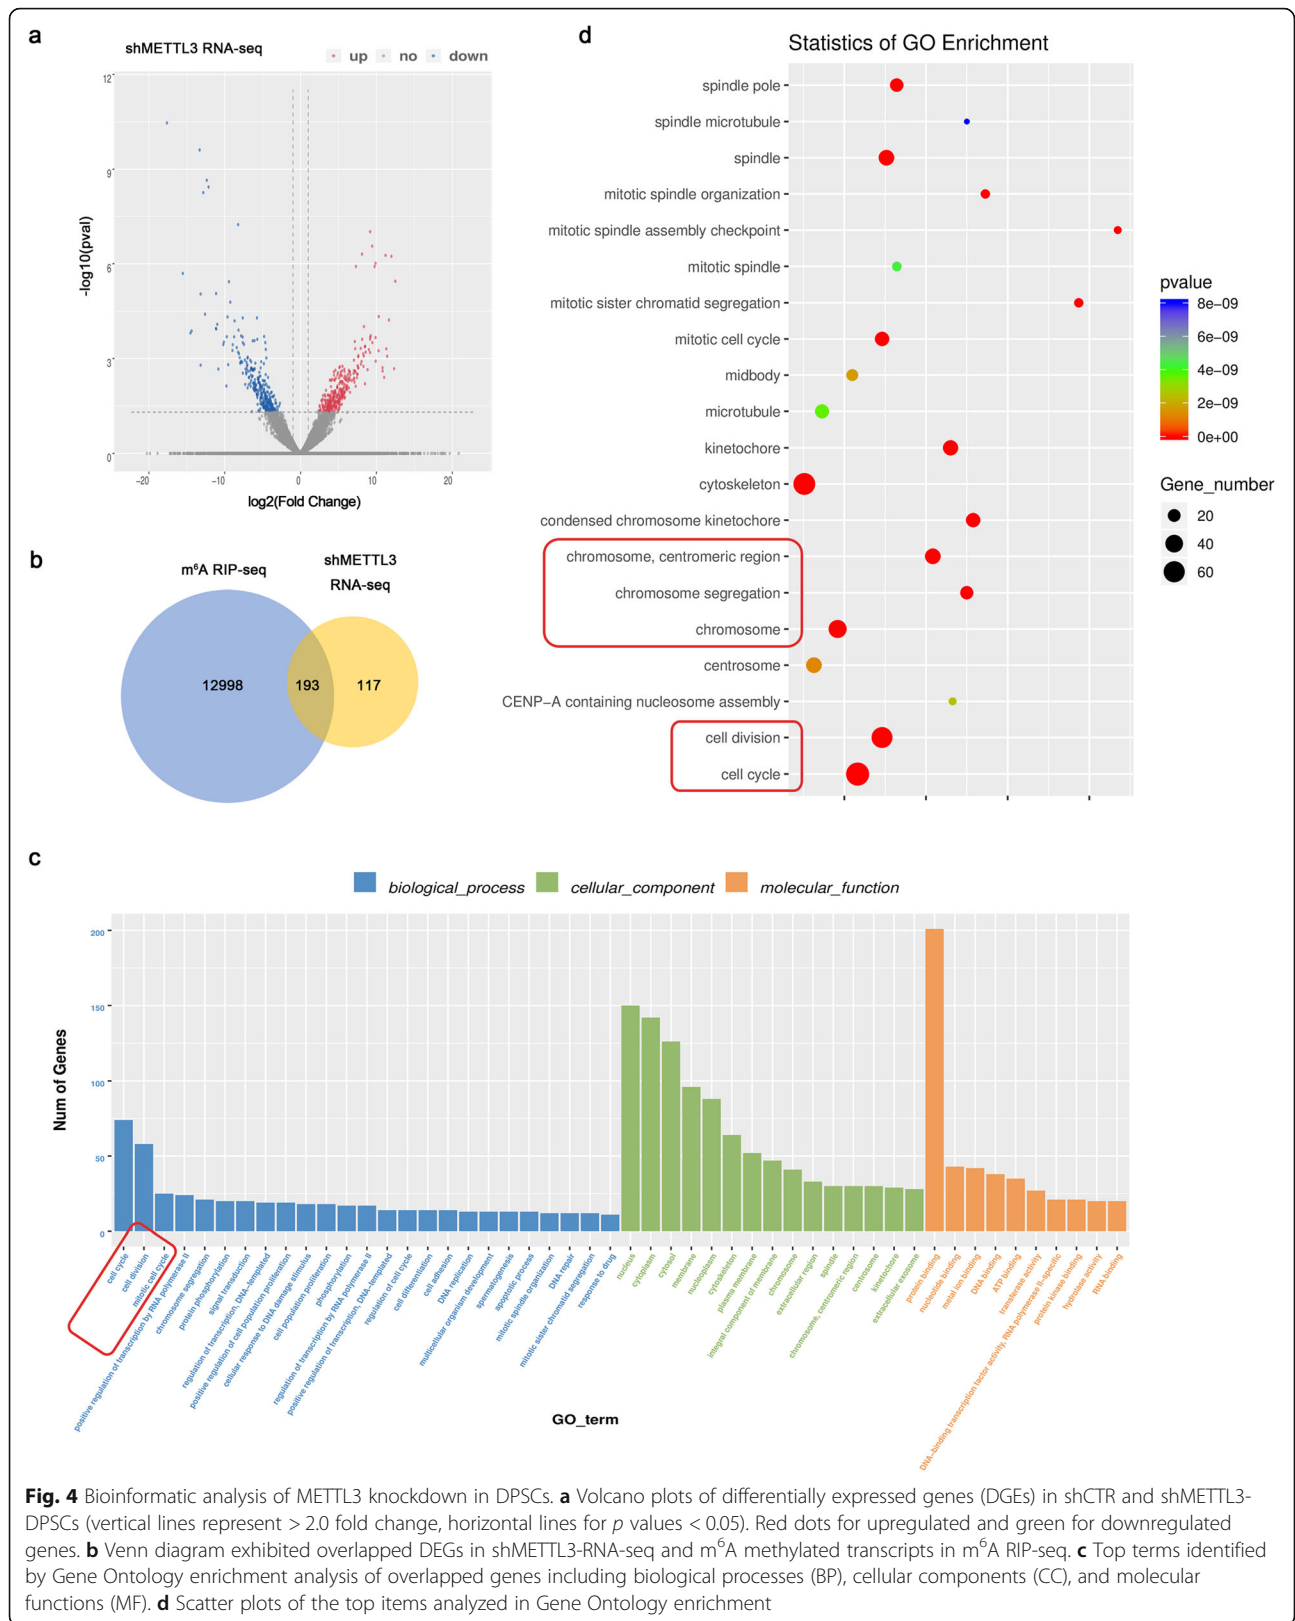 a
shMETTL3 RNA-seq
up no down
12
9
6
3
0
-log10(pval)
−20 −10 0 10 20
log2(Fold Change)
b
m⁶A RIP-seq
shMETTL3
RNA-seq
12998 193 117
d
Statistics of GO Enrichment
spindle pole
spindle microtubule
spindle
mitotic spindle organization
mitotic spindle assembly checkpoint
mitotic spindle
mitotic sister chromatid segregation
mitotic cell cycle
midbody
microtubule
kinetochore
cytoskeleton
condensed chromosome kinetochore
chromosome, centromeric region
chromosome segregation
chromosome
centrosome
CENP−A containing nucleosome assembly
cell division
cell cycle
pvalue
8e−09
6e−09
4e−09
2e−09
0e+00
Gene_number
20
40
60
c
biological_process cellular_component molecular_function
200
150
100
50
0
Num of Genes
cell cycle
cell division
mitotic cell cycle
positive regulation of transcription by RNA polymerase II
chromosome segregation
protein phosphorylation
signal transduction
regulation of transcription, DNA−templated
positive regulation of cell population proliferation
cellular response to DNA damage stimulus
cell population proliferation
phosphorylation
regulation of transcription by RNA polymerase II
positive regulation of transcription, DNA−templated
regulation of cell cycle
cell differentiation
cell adhesion
DNA replication
multicellular organism development
spermatogenesis
apoptotic process
mitotic spindle organization
DNA repair
mitotic sister chromatid segregation
response to drug
nucleus
cytoplasm
cytosol
membrane
nucleoplasm
cytoskeleton
plasma membrane
integral component of membrane
chromosome
extracellular region
spindle
chromosome, centromeric region
centrosome
kinetochore
extracellular exosome
protein binding
nucleotide binding
metal ion binding
DNA binding
ATP binding
transferase activity
DNA−binding transcription factor activity, RNA polymerase II−specific
protein kinase binding
hydrolase activity
RNA binding
GO_term
Fig. 4 Bioinformatic analysis of METTL3 knockdown in DPSCs. a Volcano plots of differentially expressed genes (DGEs) in shCTR and shMETTL3-
DPSCs (vertical lines represent > 2.0 fold change, horizontal lines for p values < 0.05). Red dots for upregulated and green for downregulated
genes. b Venn diagram exhibited overlapped DEGs in shMETTL3-RNA-seq and m⁶A methylated transcripts in m⁶A RIP-seq. c Top terms identified
by Gene Ontology enrichment analysis of overlapped genes including biological processes (BP), cellular components (CC), and molecular
functions (MF). d Scatter plots of the top items analyzed in Gene Ontology enrichment